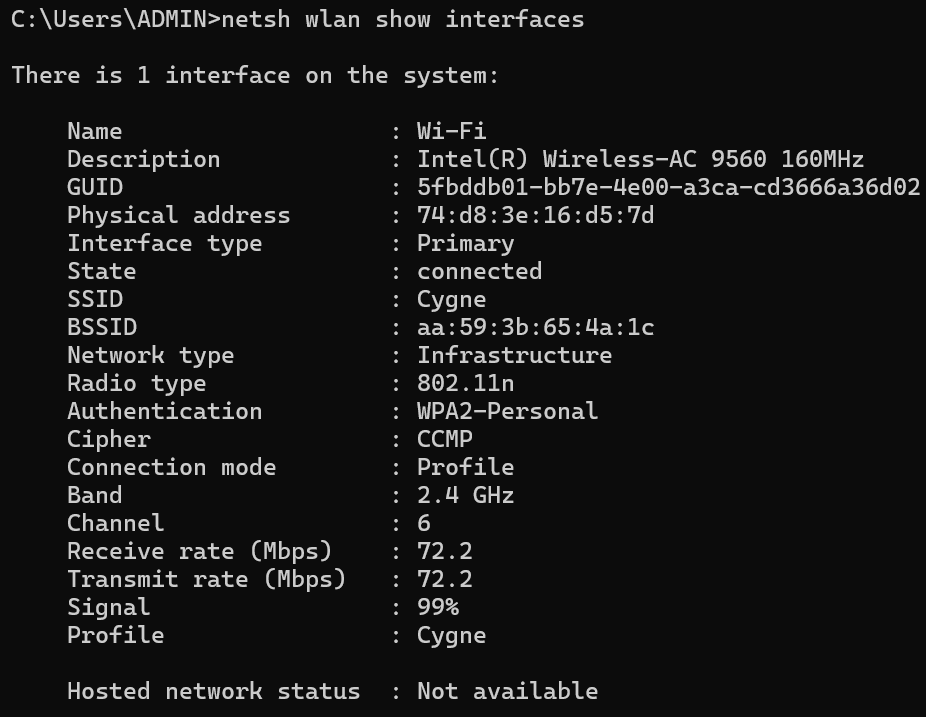 C:\Users\ADMIN>netsh wlan show interfaces
There is 1 interface on the system:
Name : Wi-Fi
Description : Intel(R) Wireless-AC 9560 160MHz
GUID : 5fbddb01-bb7e-4e00-a3ca-cd3666a36d02
Physical address : 74:d8:3e:16:d5:7d
Interface type : Primary
State : connected
SSID : Cygne
BSSID : aa:59:3b:65:4a:1c
Network type : Infrastructure
Radio type : 802.11n
Authentication : WPA2-Personal
Cipher : CCMP
Connection mode : Profile
Band : 2.4 GHz
Channel : 6
Receive rate (Mbps) : 72.2
Transmit rate (Mbps) : 72.2
Signal : 99%
Profile : Cygne
Hosted network status : Not available